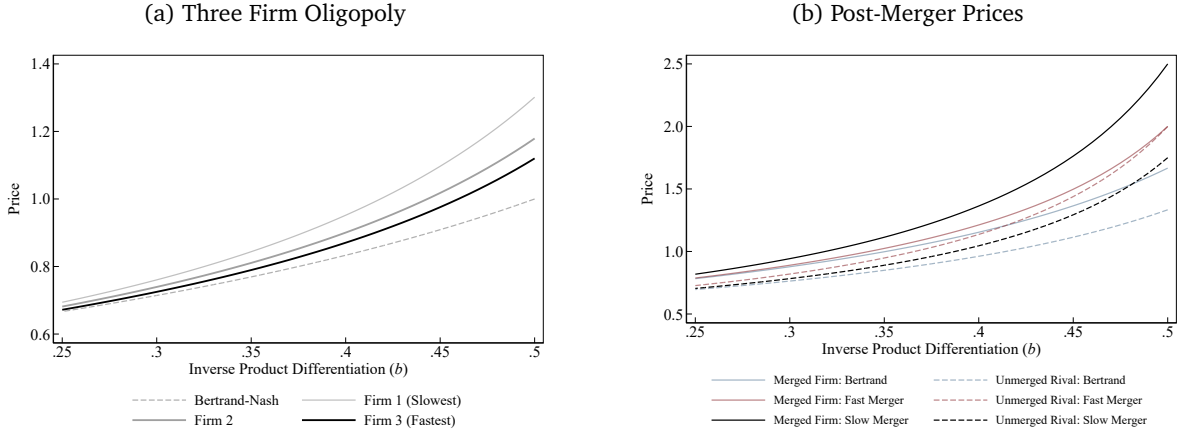 (a) Three Firm Oligopoly
1.4
1.2
1.0
0.8
0.6
Price
.25 .3 .35 .4 .45 .5
Inverse Product Differentiation (b)
Bertrand-Nash
Firm 1 (Slowest)
Firm 2
Firm 3 (Fastest)
(b) Post-Merger Prices
2.5
2.0
1.5
1.0
0.5
Price
.25 .3 .35 .4 .45 .5
Inverse Product Differentiation (b)
Merged Firm: Bertrand
Unmerged Rival: Bertrand
Merged Firm: Fast Merger
Unmerged Rival: Fast Merger
Merged Firm: Slow Merger
Unmerged Rival: Slow Merger